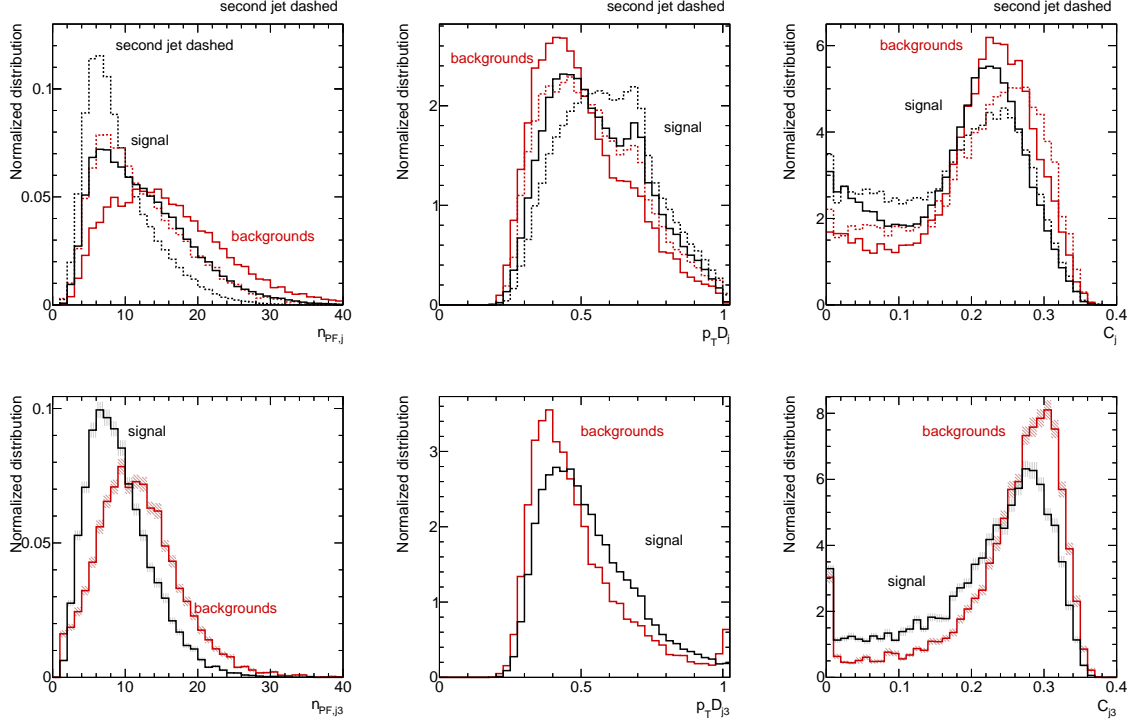 second jet dashed
second jet dashed
second jet dashed
Normalized distribution
second jet dashed
signal
backgrounds
0
0.05
0.1
0
10
20
30
40
n_PF,j
Normalized distribution
backgrounds
signal
0
1
2
0
0.5
1
p_T D_j
Normalized distribution
backgrounds
signal
0
2
4
6
0
0.1
0.2
0.3
0.4
C_j
Normalized distribution
signal
backgrounds
0
0.05
0.1
0
10
20
30
40
n_PF,j3
Normalized distribution
backgrounds
signal
0
1
2
3
0
0.5
1
p_T D_j3
Normalized distribution
backgrounds
signal
0
2
4
6
8
0
0.1
0.2
0.3
0.4
C_j3